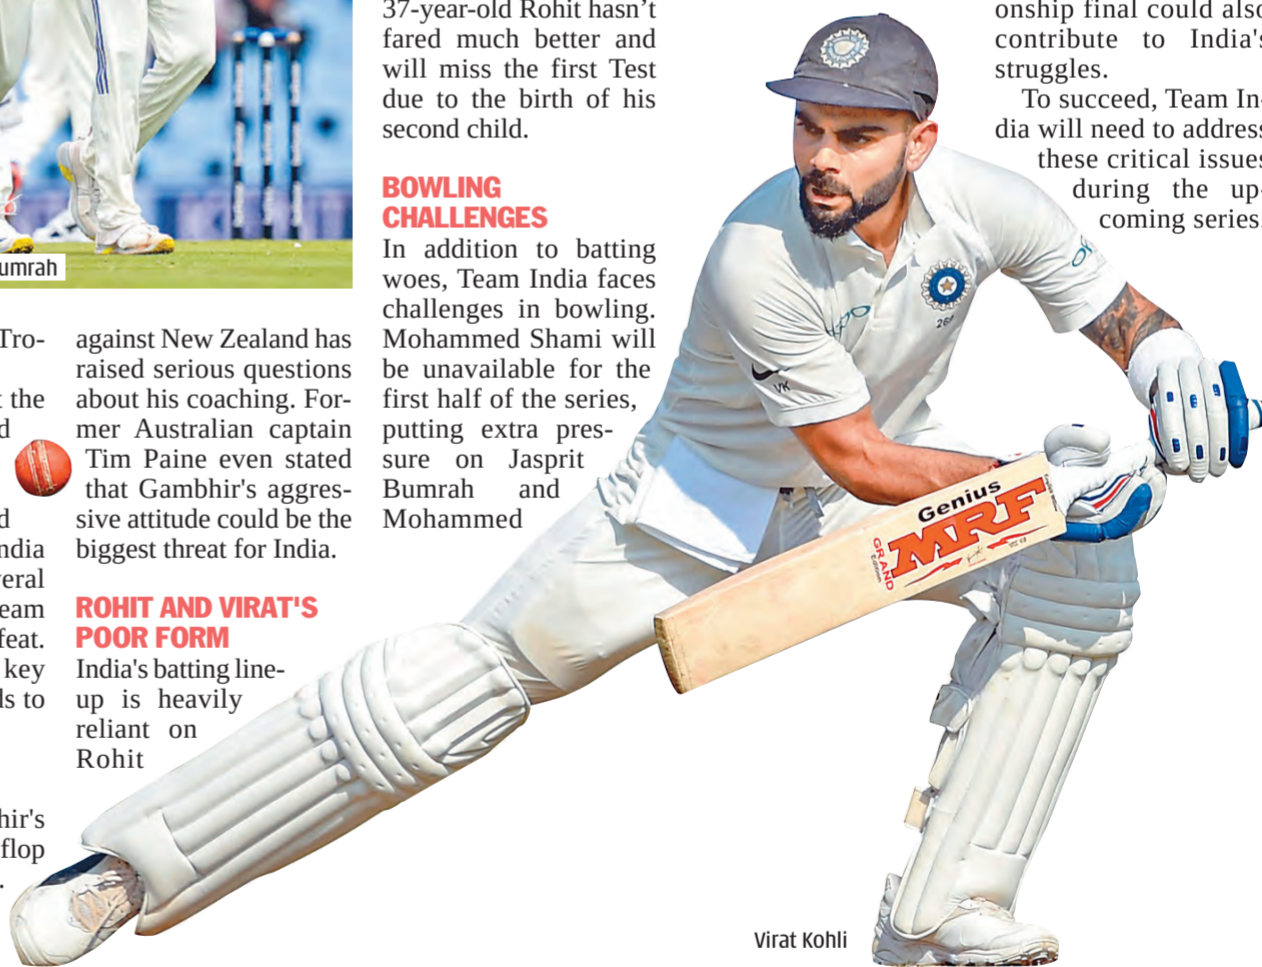 umrah
Tro-
t the
d
d
ndia
veral
eam
feat.
key
ls to
hir's
flop
.
against New Zealand has
raised serious questions
about his coaching. For-
mer Australian captain
Tim Paine even stated
that Gambhir's aggres-
sive attitude could be the
biggest threat for India.
ROHIT AND VIRAT'S
POOR FORM
India's batting line-
up is heavily
reliant on
Rohit
37-year-old Rohit hasn't
fared much better and
will miss the first Test
due to the birth of his
second child.
BOWLING
CHALLENGES
In addition to batting
woes, Team India faces
challenges in bowling.
Mohammed Shami will
be unavailable for the
first half of the series,
putting extra pres-
sure on Jasprit
Bumrah and
Mohammed
onship final could also
contribute to India's
struggles.
To succeed, Team In-
dia will need to address
these critical issues
during the up-
coming series.
oppo
VK
Genius
MRF
GRAND
Edition
Virat Kohli